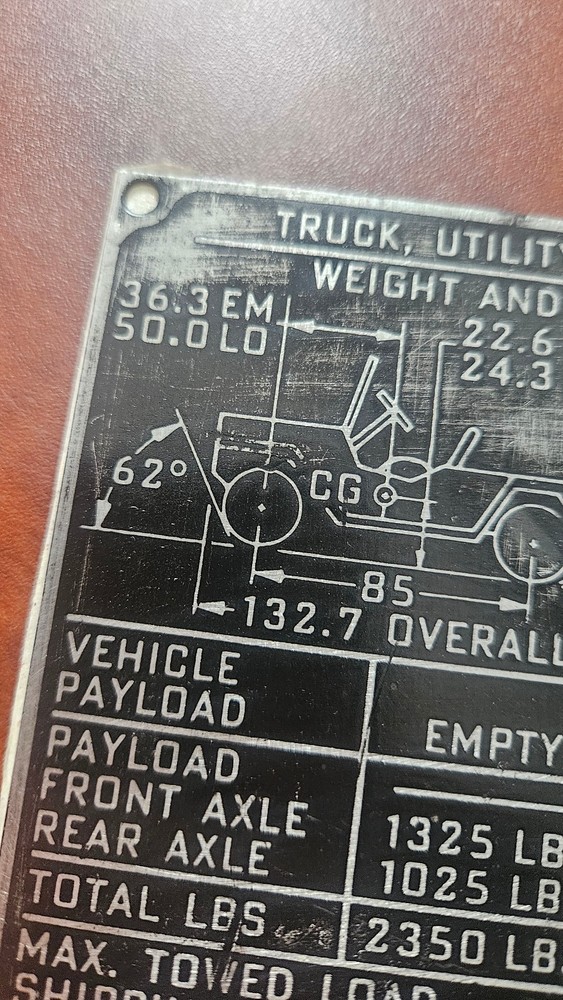 TRUCK, UTILITY
WEIGHT AND
36.3 EM
50.0 LO
22.6
24.3
62°
CG
85
132.7 OVERALL
VEHICLE
PAYLOAD
EMPTY
PAYLOAD
FRONT AXLE
1325 LB
REAR AXLE
1025 LB
TOTAL LBS
2350 LB.
MAX. TOWED LOAD